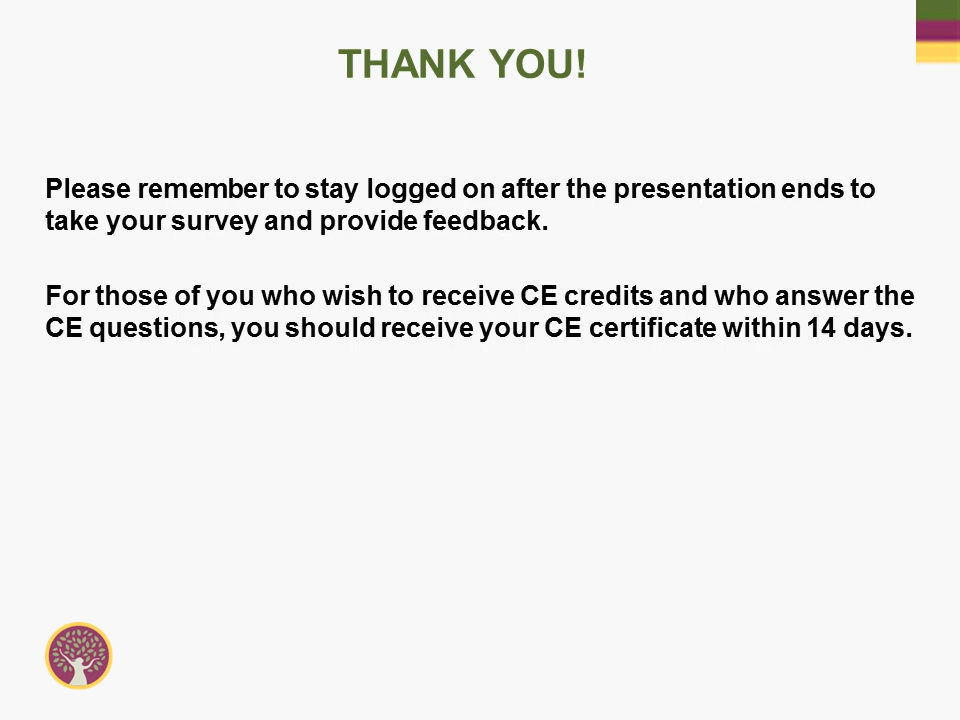 THANK YOU!
Please remember to stay logged on after the presentation ends to
take your survey and provide feedback.
For those of you who wish to receive CE credits and who answer the
CE questions, you should receive your CE certificate within 14 days.